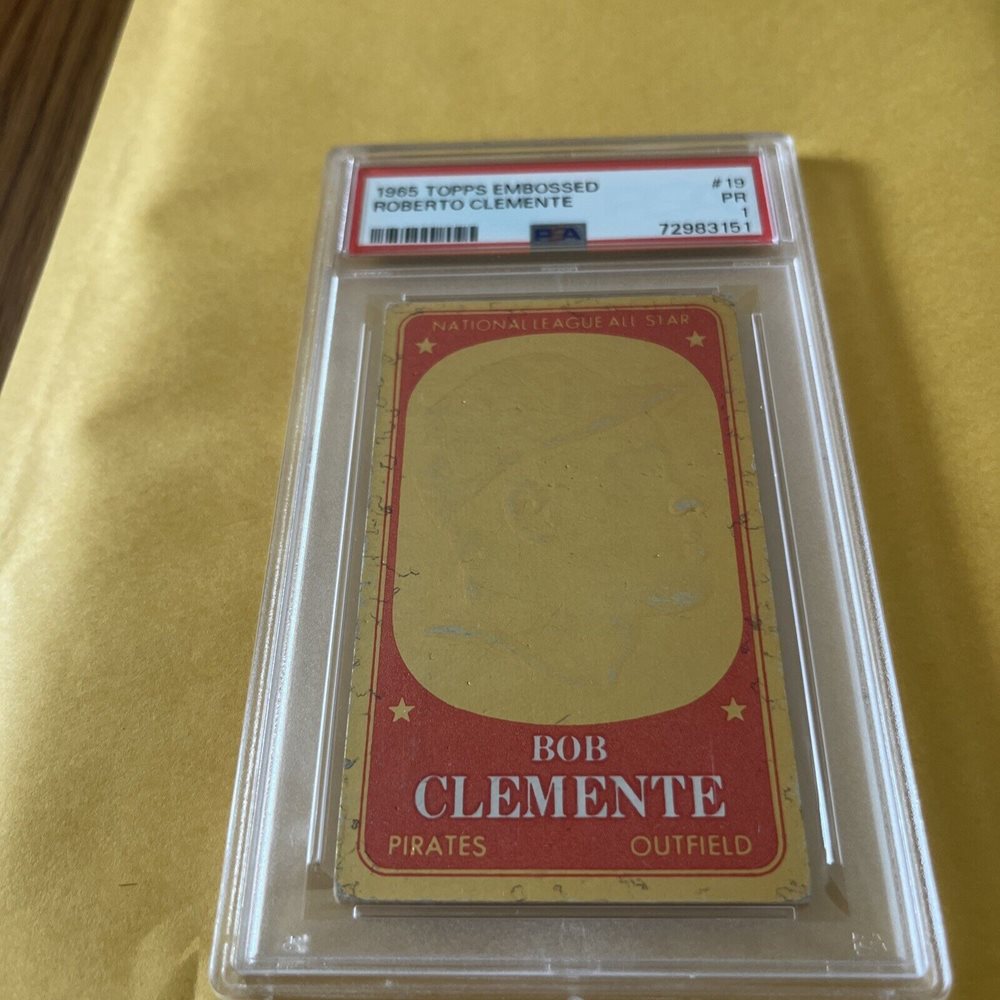 1965 TOPPS EMBOSSED #19
ROBERTO CLEMENTE PR
1
PSA 72983151
NATIONAL LEAGUE ALL STAR
BOB
CLEMENTE
PIRATES OUTFIELD